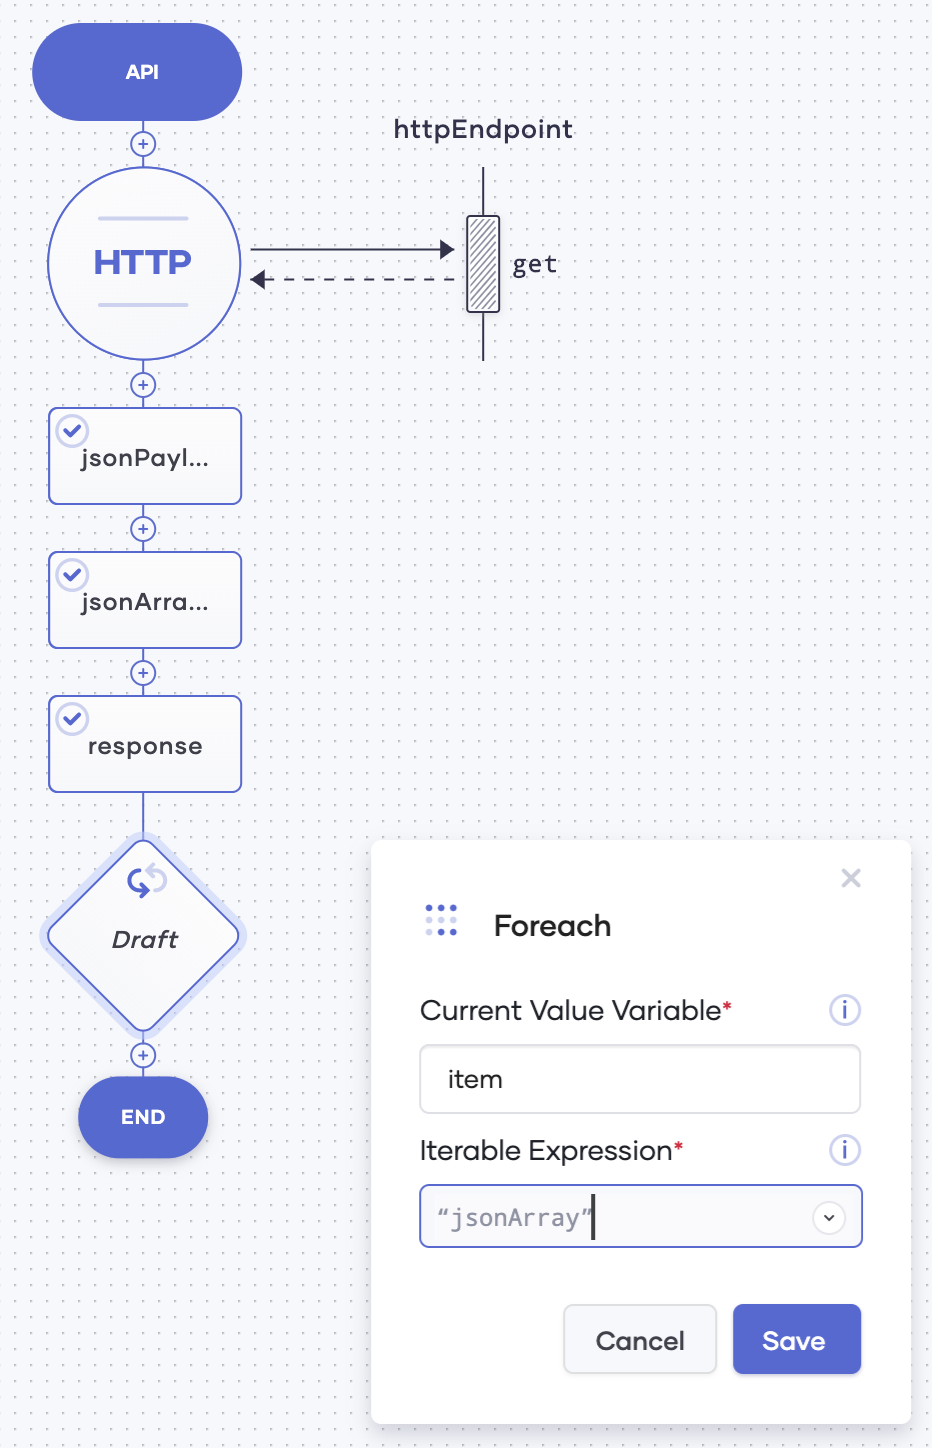 API
httpEndpoint
HTTP
get
jsonPayl...
jsonArra...
response
Draft
END
Foreach
Current Value Variable*
item
Iterable Expression*
“jsonArray”
Cancel
Save